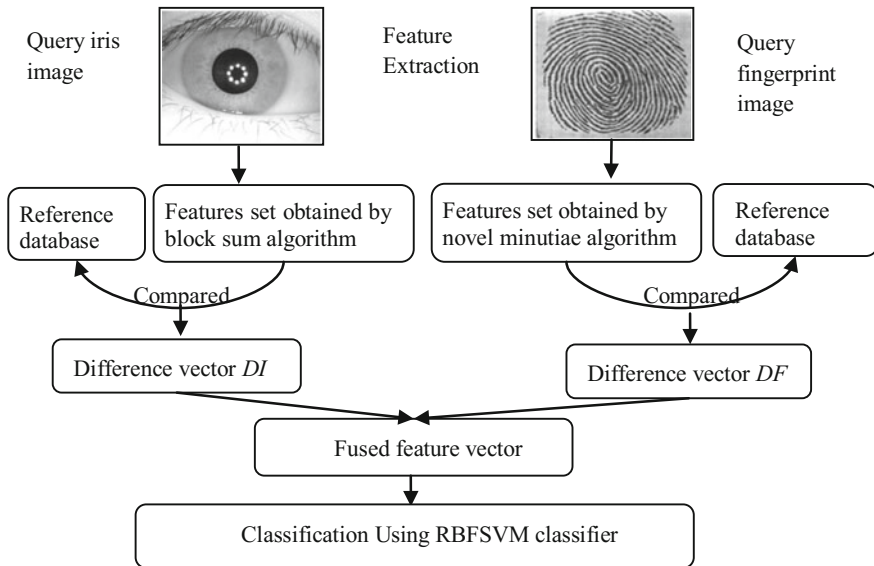 Query iris
image
Feature
Extraction
Query
fingerprint
image
Reference
database
Features set obtained by
block sum algorithm
Features set obtained by
novel minutiae algorithm
Reference
database
Compared
Compared
Difference vector DI
Difference vector DF
Fused feature vector
Classification Using RBFSVM classifier